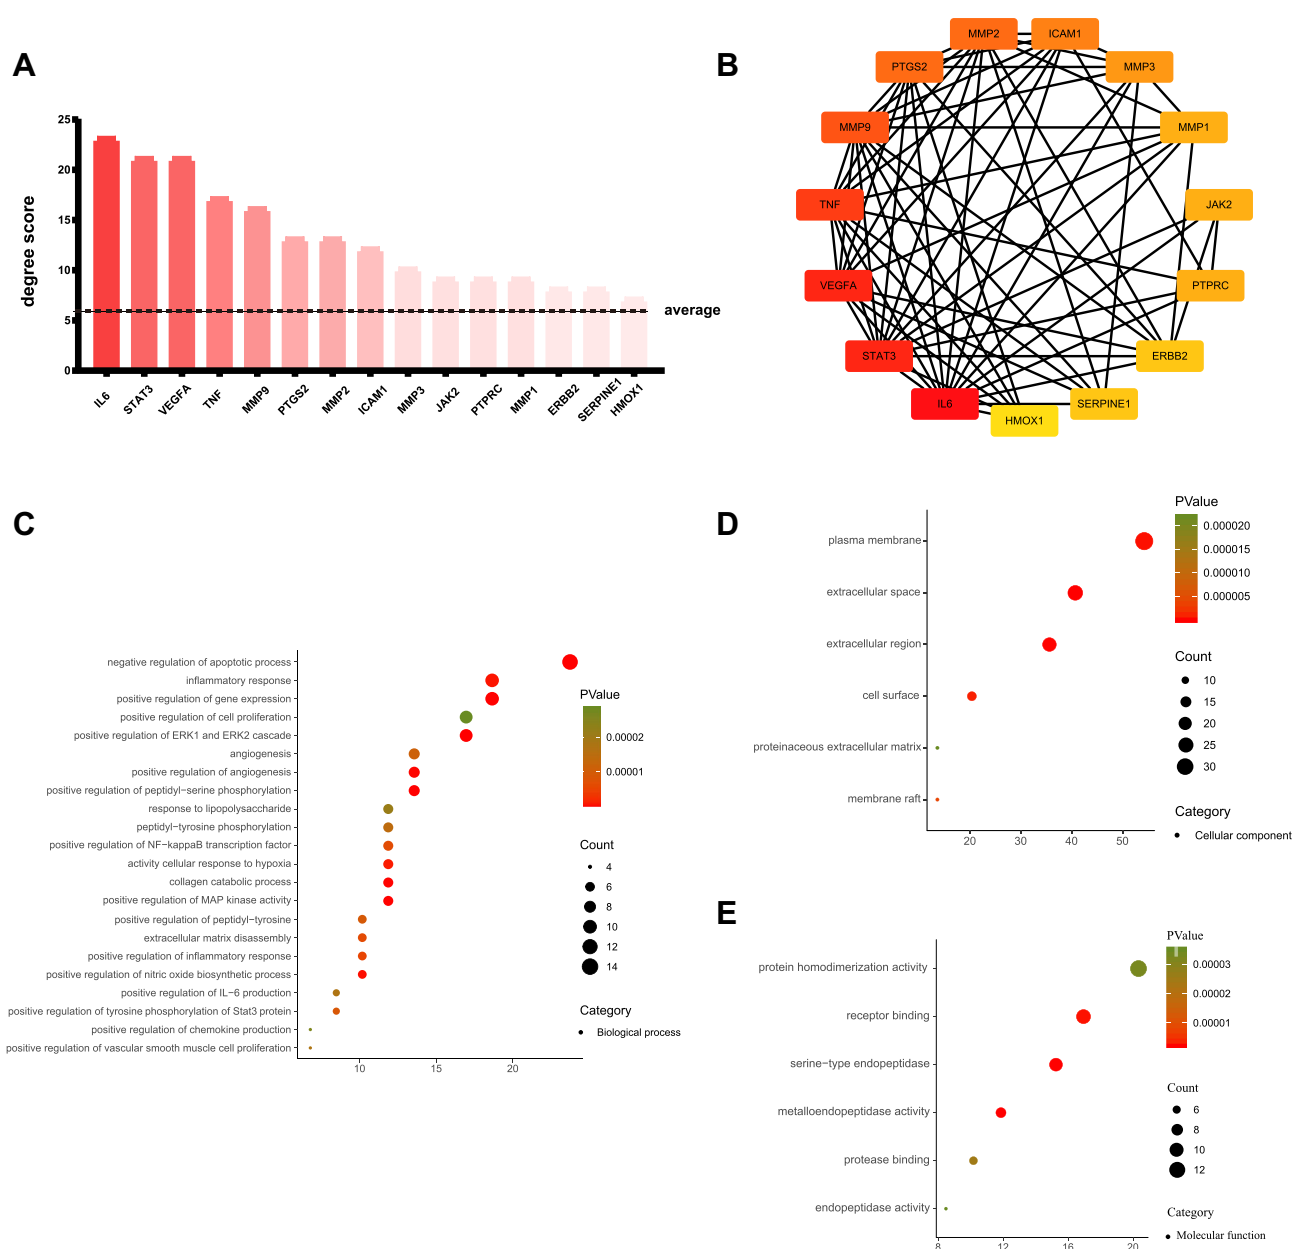 A
degree score
25
20
15
10
5
0
average
IL6
STAT3
VEGFA
TNF
MMP9
PTGS2
MMP2
ICAM1
MMP3
JAK2
PTPRC
MMP1
ERBB2
SERPINE1
HMOX1
B
MMP2
ICAM1
PTGS2
MMP3
MMP9
MMP1
TNF
JAK2
VEGFA
PTPRC
STAT3
ERBB2
IL6
SERPINE1
HMOX1
C
negative regulation of apoptotic process
inflammatory response
positive regulation of gene expression
positive regulation of cell proliferation
positive regulation of ERK1 and ERK2 cascade
angiogenesis
positive regulation of angiogenesis
positive regulation of peptidyl−serine phosphorylation
response to lipopolysaccharide
peptidyl−tyrosine phosphorylation
positive regulation of NF−kappaB transcription factor
activity cellular response to hypoxia
collagen catabolic process
positive regulation of MAP kinase activity
positive regulation of peptidyl−tyrosine
extracellular matrix disassembly
positive regulation of inflammatory response
positive regulation of nitric oxide biosynthetic process
positive regulation of IL−6 production
positive regulation of tyrosine phosphorylation of Stat3 protein
positive regulation of chemokine production
positive regulation of vascular smooth muscle cell proliferation
10
15
20
PValue
0.00002
0.00001
Count
4
6
8
10
12
14
Category
Biological process
D
plasma membrane
extracellular space
extracellular region
cell surface
proteinaceous extracellular matrix
membrane raft
20
30
40
50
PValue
0.000020
0.000015
0.000010
0.000005
Count
10
15
20
25
30
Category
Cellular component
E
protein homodimerization activity
receptor binding
serine−type endopeptidase
metalloendopeptidase activity
protease binding
endopeptidase activity
8
12
16
20
PValue
0.00003
0.00002
0.00001
Count
6
8
10
12
Category
Molecular function